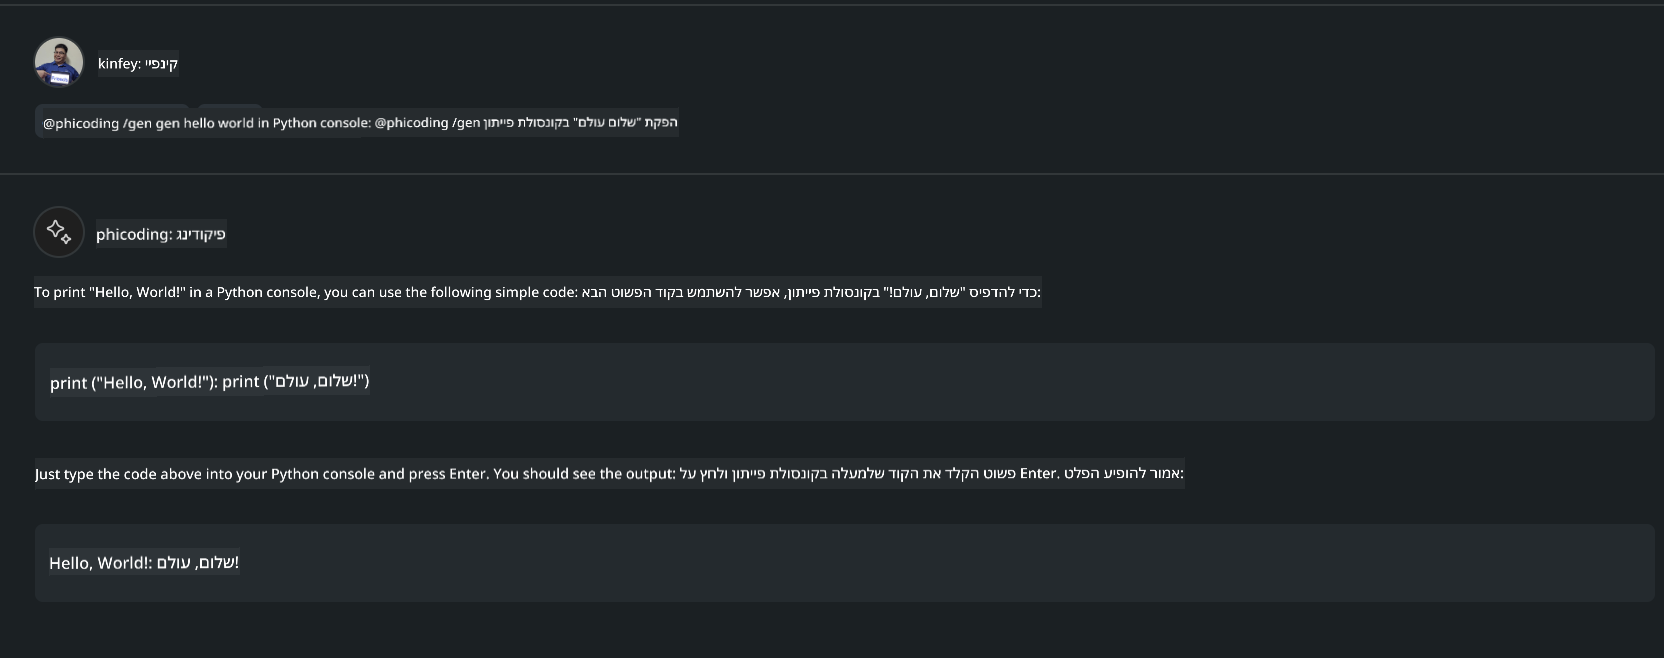 kinfey: קינפיי
@phicoding /gen gen hello world in Python console: @phicoding /gen הפקת "שלום עולם" בקונסולת פייתון
phicoding: פיקודינג
To print "Hello, World!" in a Python console, you can use the following simple code: כדי להדפיס "שלום, עולם!" בקונסולת פייתון, אפשר להשתמש בקוד הפשוט הבא:
print ("Hello, World!"): print ("שלום, עולם!")
Just type the code above into your Python console and press Enter. You should see the output: פשוט הקלד את הקוד שלמעלה בקונסולת פייתון ולחץ על Enter. אמור להופיע הפלט:
Hello, World!: שלום, עולם!